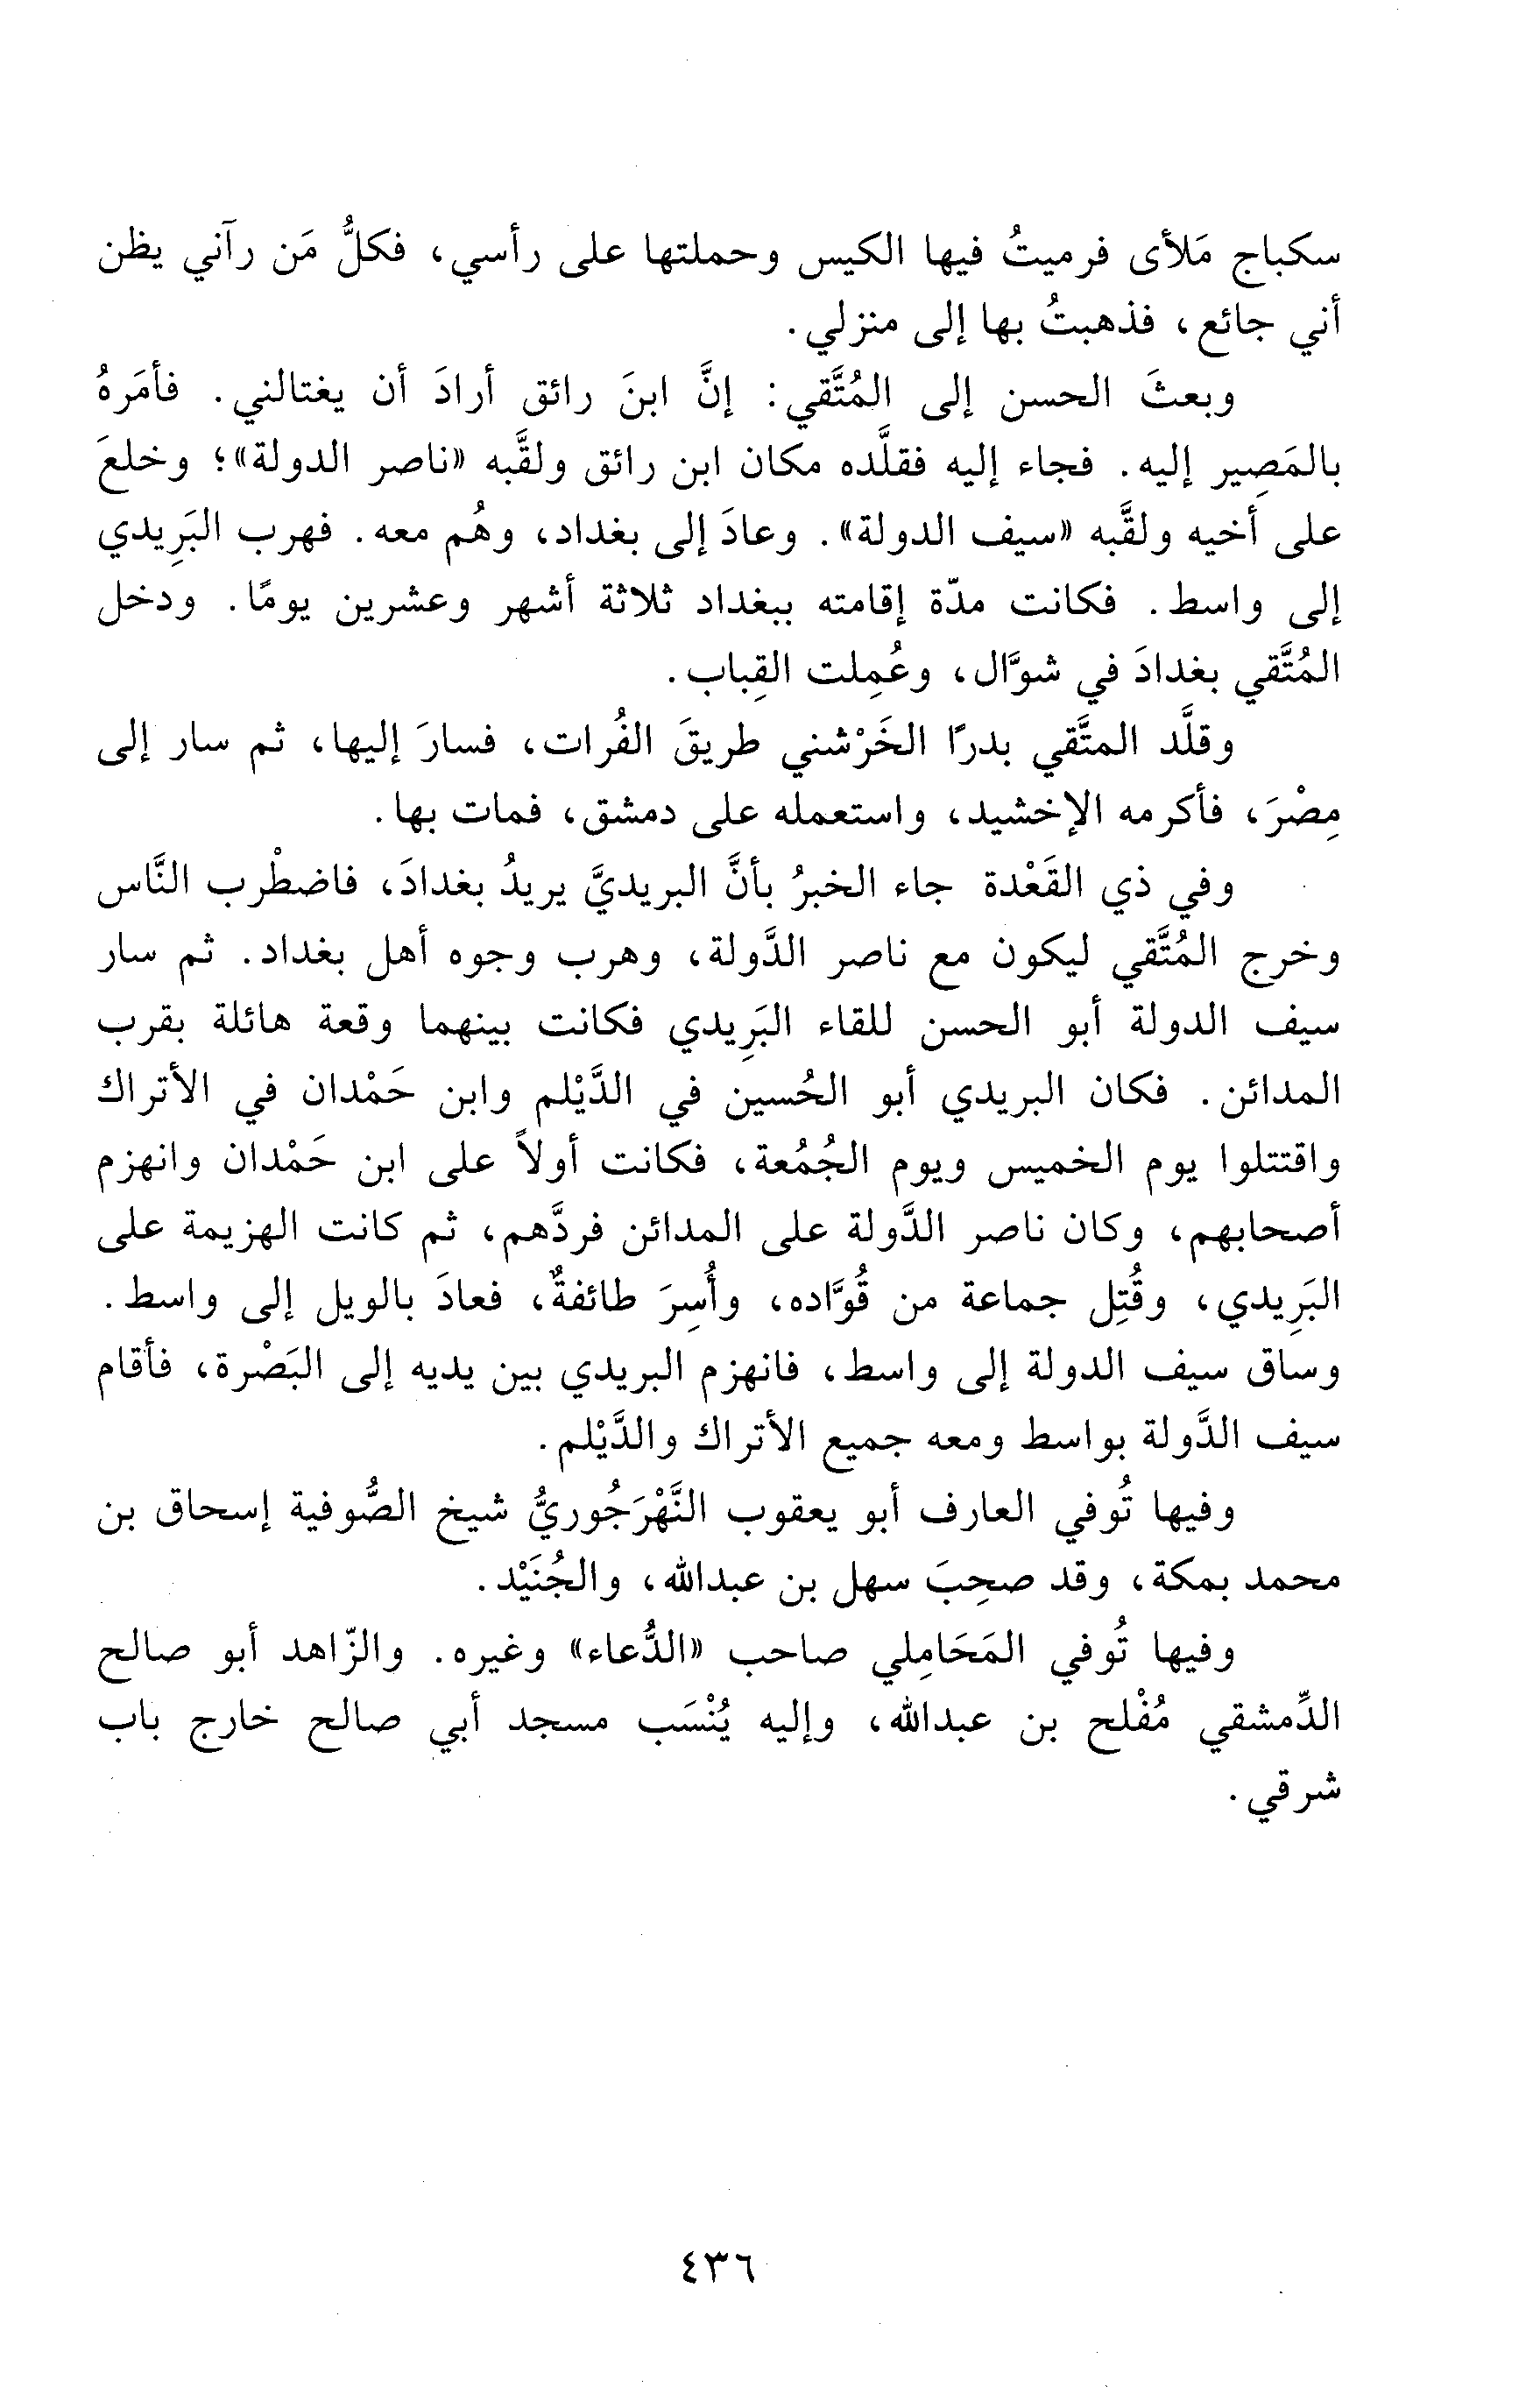 سكباج مَلأى فرميتُ فيها الكيس وحملتها على رأسي، فكلُّ مَن رآني يظن
أني جائع، فذهبتُ بها إلى منزلي.
وبعثَ الحسن إلى المُتَّقي: إنَّ ابنَ رائق أرادَ أن يغتالني. فأمَرهُ
بالمَصِير إليه. فجاء إليه فقلَّده مكان ابن رائق ولقَّبه «ناصر الدولة»؛ وخلعَ
على أخيه ولقَّبه «سيف الدولة». وعادَ إلى بغداد، وهُم معه. فهرب البَرِيدي
إلى واسط. فكانت مدّة إقامته ببغداد ثلاثة أشهر وعشرين يومًا. ودخل
المُتَّقي بغدادَ في شوَّال، وعُمِلت القِباب.
وقلَّد المتَّقي بدرًا الخَرْشني طريقَ الفُرات، فسارَ إليها، ثم سار إلى
مِصْرَ، فأكرمه الإخشيد، واستعمله على دمشق، فمات بها.
وفي ذي القَعْدة جاء الخبرُ بأنَّ البريديَّ يريدُ بغدادَ، فاضطْرب النَّاس
وخرج المُتَّقي ليكون مع ناصر الدَّولة، وهرب وجوه أهل بغداد. ثم سار
سيف الدولة أبو الحسن للقاء البَرِيدي فكانت بينهما وقعة هائلة بقرب
المدائن. فكان البريدي أبو الحُسين في الدَّيْلم وابن حَمْدان في الأتراك
واقتتلوا يوم الخميس ويوم الجُمُعة، فكانت أولاً على ابن حَمْدان وانهزم
أصحابهم، وكان ناصر الدَّولة على المدائن فردَّهم، ثم كانت الهزيمة على
البَرِيدي، وقُتِل جماعة من قُوَّاده، وأُسِرَ طائفةٌ، فعادَ بالويل إلى واسط.
وساق سيف الدولة إلى واسط، فانهزم البريدي بين يديه إلى البَصْرة، فأقام
سيف الدَّولة بواسط ومعه جميع الأتراك والدَّيْلم.
وفيها تُوفي العارف أبو يعقوب النَّهْرَجُوريُّ شيخ الصُّوفية إسحاق بن
محمد بمكة، وقد صحِبَ سهل بن عبدالله، والجُنَيْد.
وفيها تُوفي المَحَامِلي صاحب «الدُّعاء» وغيره. والزّاهد أبو صالح
الدِّمشقي مُفْلح بن عبدالله، وإليه يُنْسَب مسجد أبي صالح خارج باب
شرقي.
٤٣٦